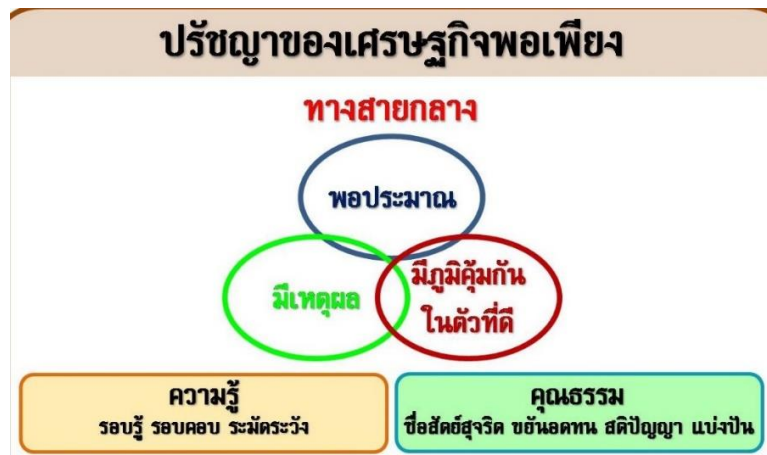 ปรัชญาของเศรษฐกิจพอเพียง
ทางสายกลาง
พอประมาณ
มีเหตุผล
มีภูมิคุ้มกัน
ในตัวที่ดี
ความรู้
รอบรู้ รอบคอบ ระมัดระวัง
คุณธรรม
ซื่อสัตย์สุจริต ขยันอดทน สติปัญญา แบ่งปัน